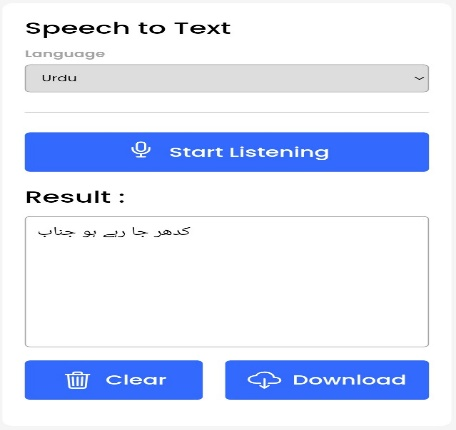 Speech to Text
Language
Urdu
Start Listening
Result :
کدھر جا رہے ہو جناب
Clear
Download